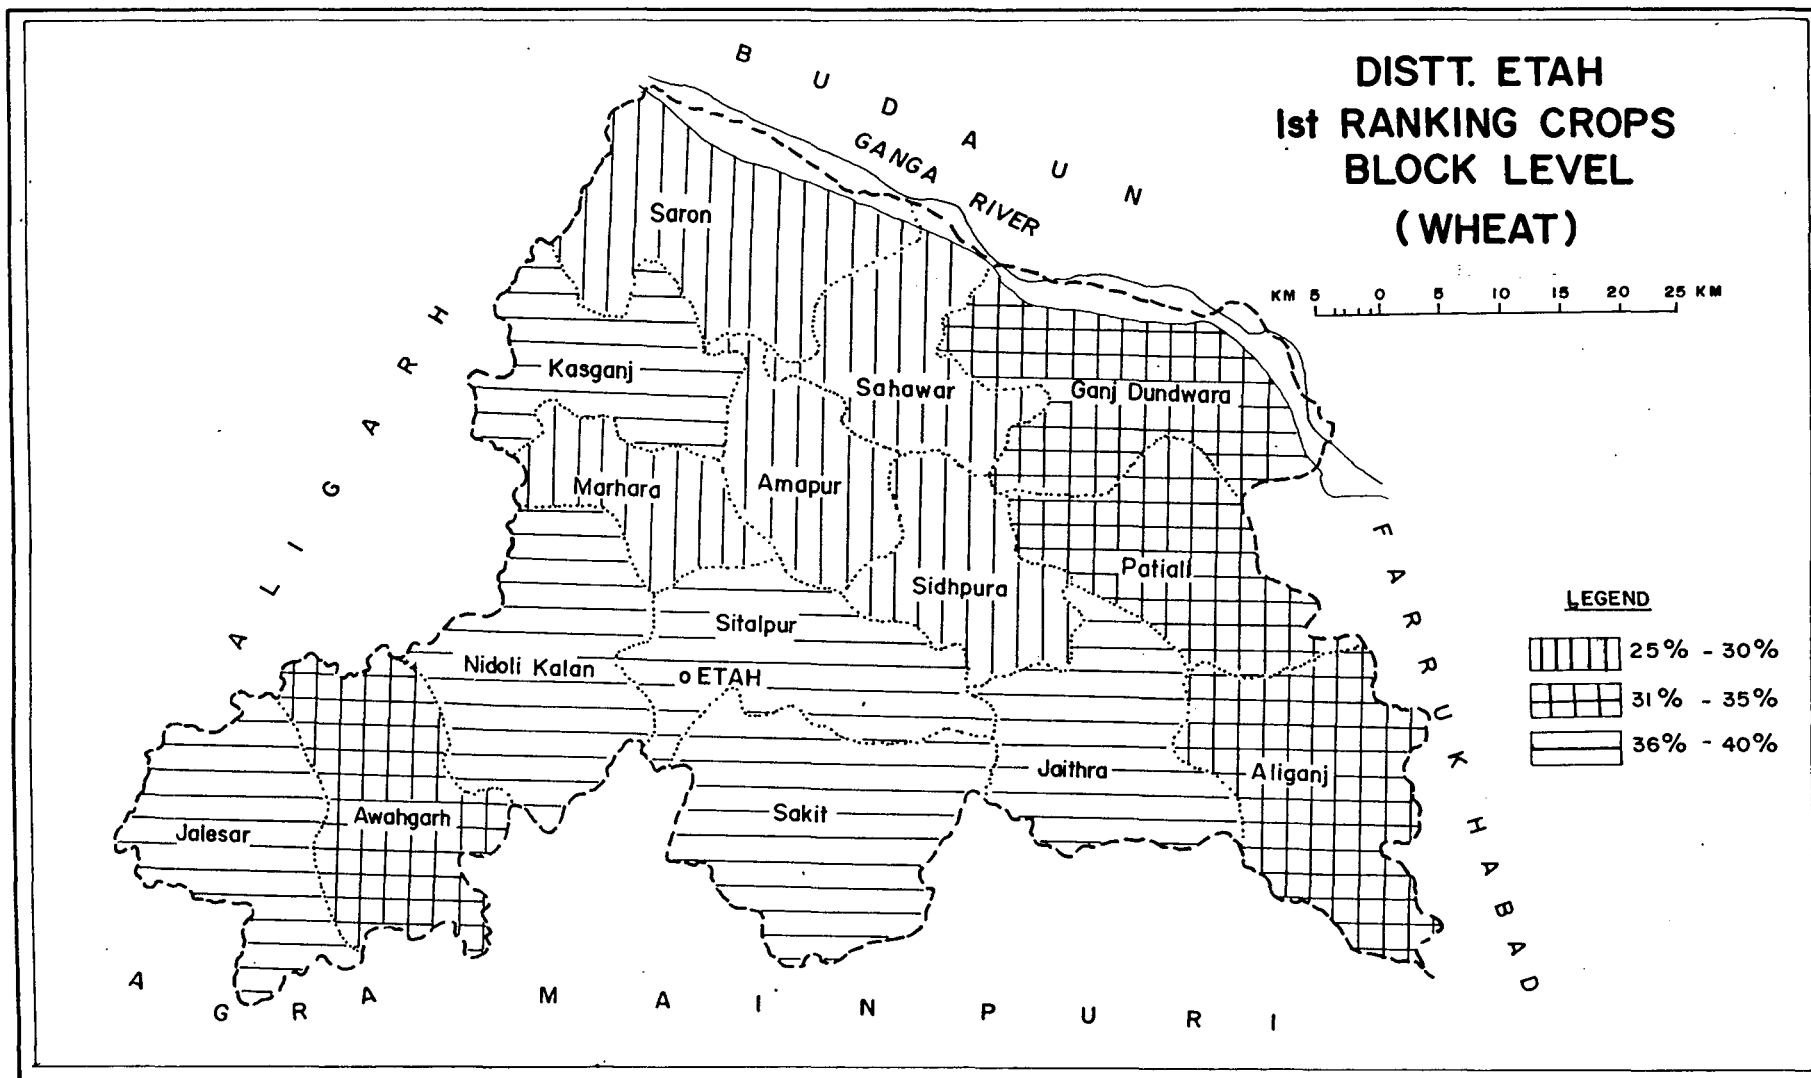 DISTT. ETAH
1st RANKING CROPS
BLOCK LEVEL
(WHEAT)
KM 5 0 5 10 15 20 25 KM
BUDAUN
GANGA RIVER
ALIGARH
FARRUKHABAD
AGRA
MAINPURI
Saron
Kasganj
Sahawar
Ganj Dundwara
Marhara
Amapur
Patiali
Sidhpura
Sitalpur
Nidoli Kalan
ETAH
Jaithra
Aliganj
Sakit
Awahgarh
Jalesar
LEGEND
25% - 30%
31% - 35%
36% - 40%